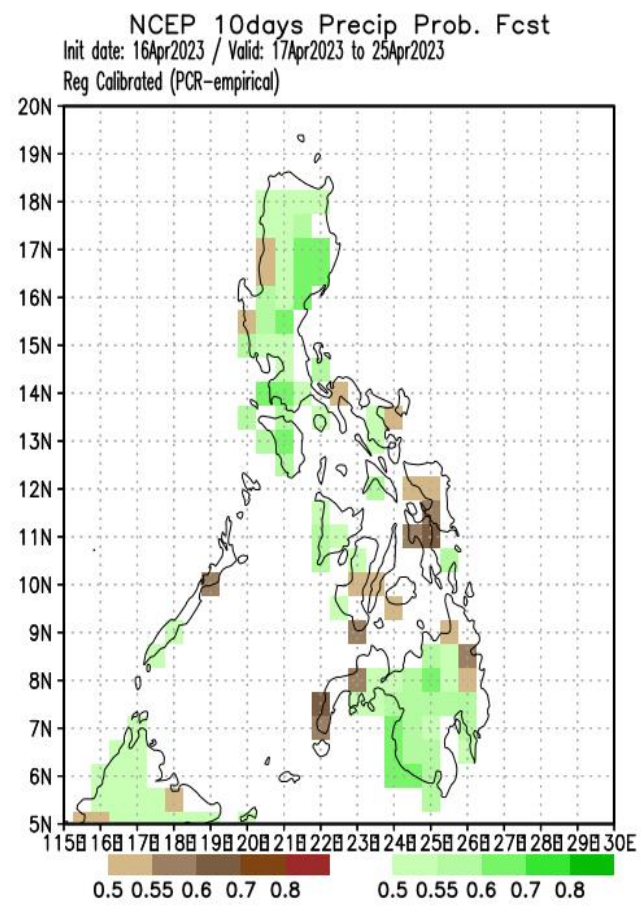 NCEP 10days Precip Prob. Fcst
Init date: 16Apr2023 / Valid: 17Apr2023 to 25Apr2023
Reg Calibrated (PCR-empirical)
20N
19N
18N
17N
16N
15N
14N
13N
12N
11N
10N
9N
8N
7N
6N
5N
115E 116E 117E 118E 119E 120E 121E 122E 123E 124E 125E 126E 127E 128E 129E 130E
0.5 0.55 0.6 0.7 0.8 0.5 0.55 0.6 0.7 0.8